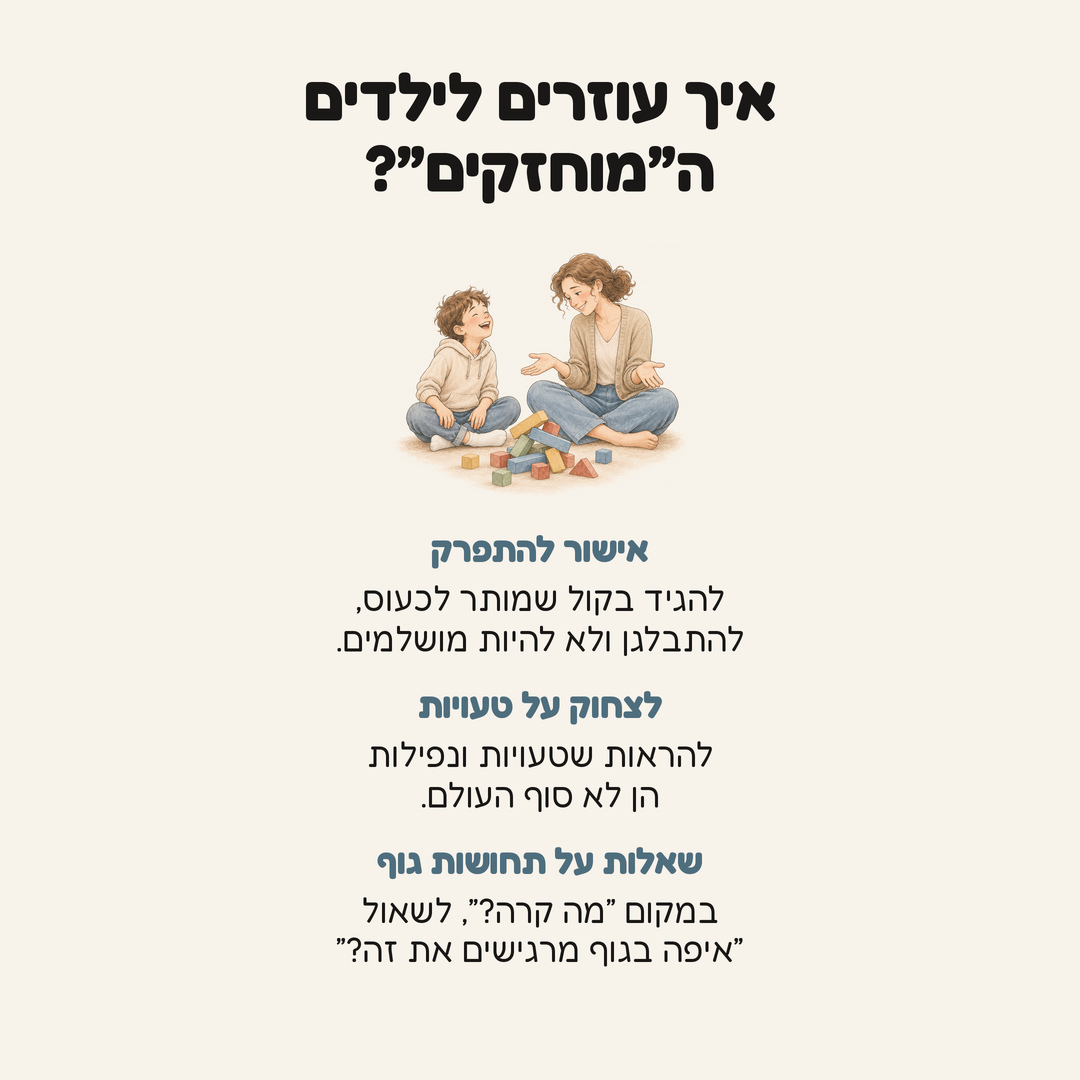 איך עוזרים לילדים
ה”מוחזקים”?
אישור להתפרק
להגיד בקול שמותר לכעוס,
להתבלגן ולא להיות מושלמים.
לצחוק על טעויות
להראות שטעויות ונפילות
הן לא סוף העולם.
שאלות על תחושות גוף
במקום ”מה קרה?”, לשאול
”איפה בגוף מרגישים את זה?”